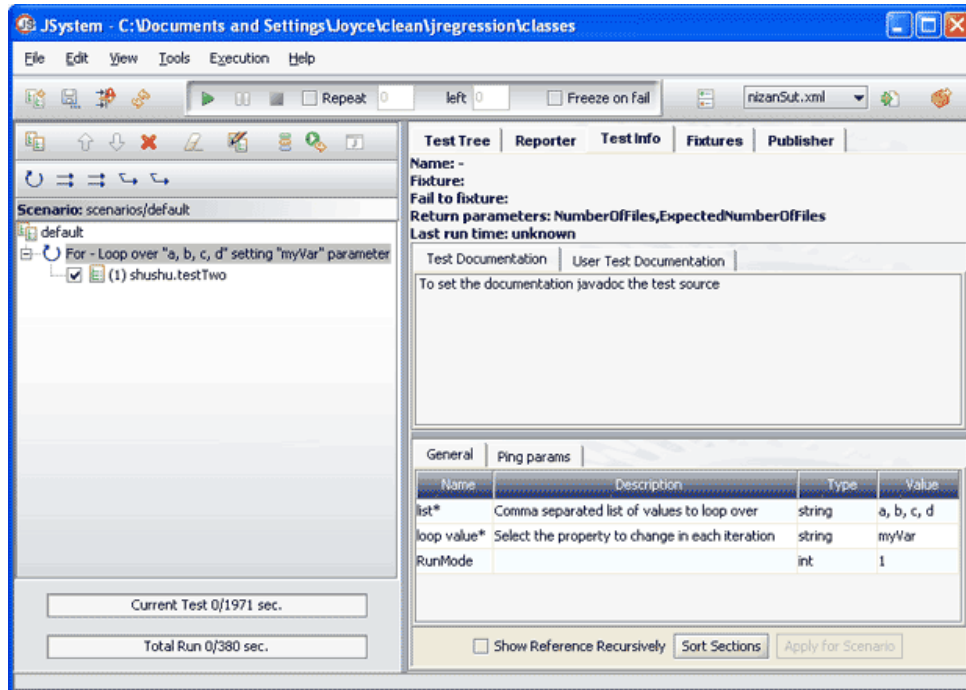 JSystem - C:\Documents and Settings\Joyce\clean\jregression\classes
File Edit View Tools Execution Help
Repeat 0 left 0 Freeze on fail nizanSut.xml
Test Tree Reporter Test Info Fixtures Publisher
Name: -
Fixture:
Fail to fixture:
Return parameters: NumberOfFiles,ExpectedNumberOfFiles
Last run time: unknown
Scenario: scenarios/default
default
For - Loop over "a, b, c, d" setting "myVar" parameter
(1) shushu.testTwo
Test Documentation User Test Documentation
To set the documentation javadoc the test source
General Ping params
Name Description Type Value
list* Comma separated list of values to loop over string a, b, c, d
loop value* Select the property to change in each iteration string myVar
RunMode int 1
Current Test 0/1971 sec.
Total Run 0/380 sec.
Show Reference Recursively Sort Sections Apply for Scenario